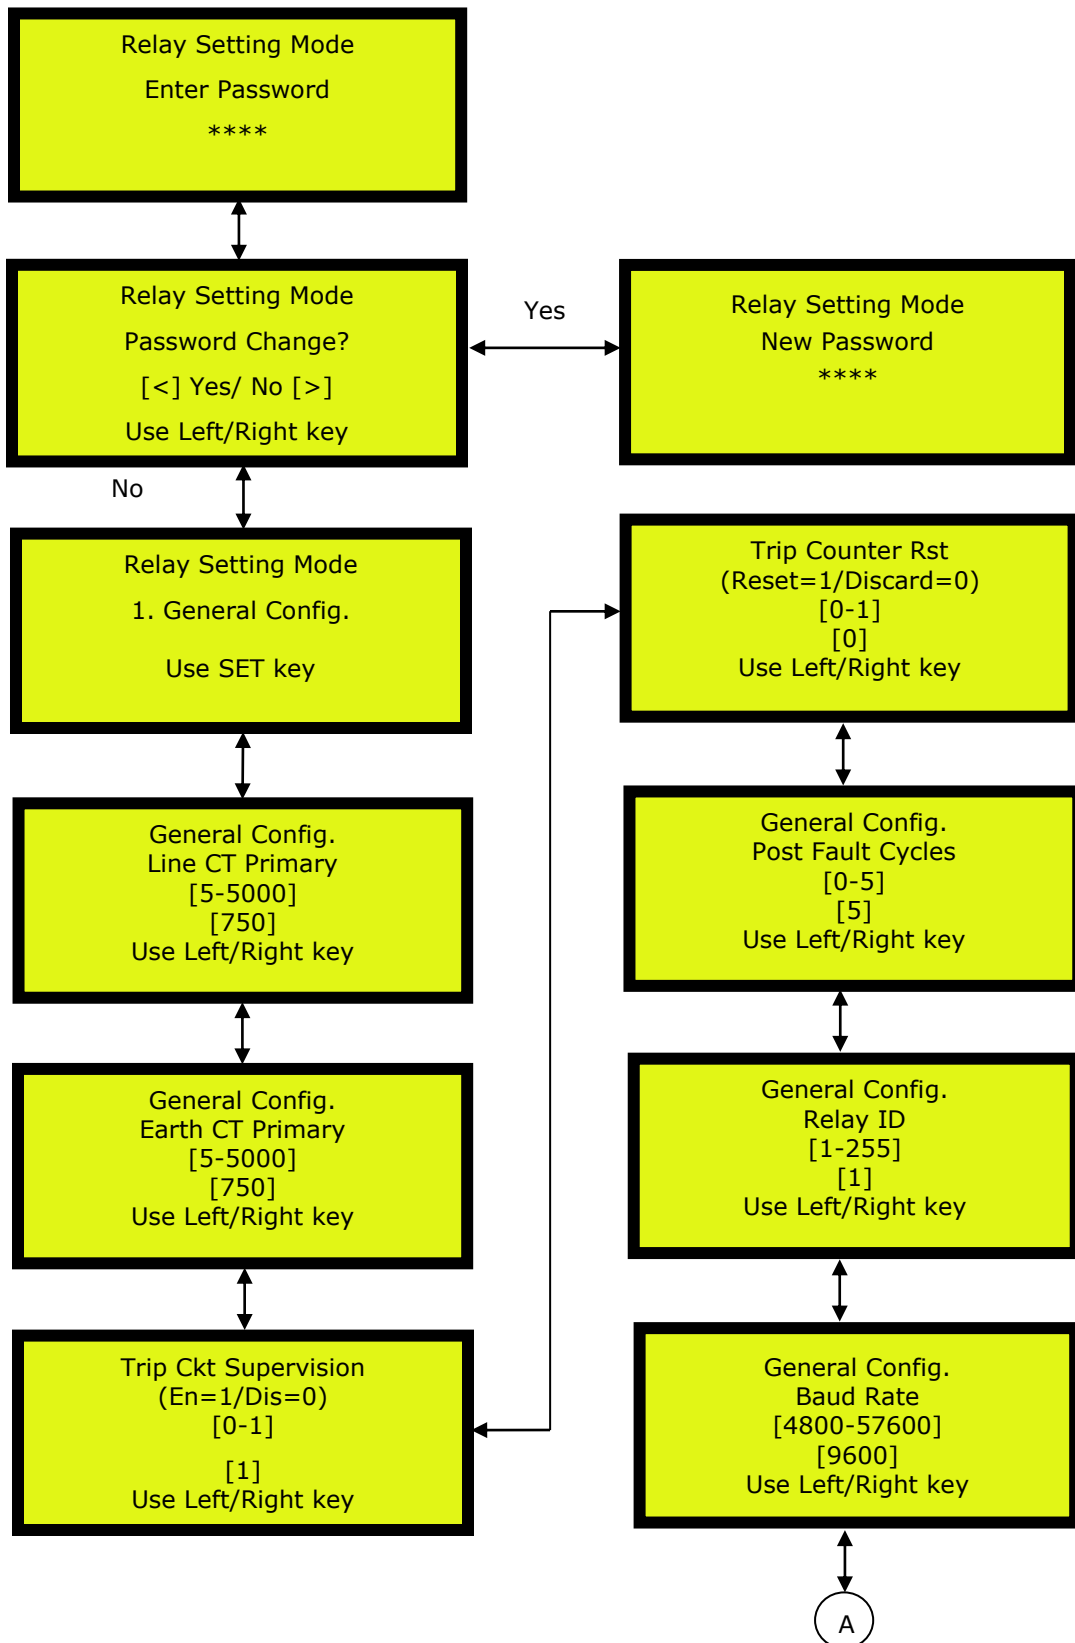 Relay Setting Mode
Enter Password
****
Relay Setting Mode
Password Change?
[<] Yes/ No [>]
Use Left/Right key
Yes
Relay Setting Mode
New Password
****
No
Relay Setting Mode
1. General Config.
Use SET key
General Config.
Line CT Primary
[5-5000]
[750]
Use Left/Right key
General Config.
Earth CT Primary
[5-5000]
[750]
Use Left/Right key
Trip Ckt Supervision
(En=1/Dis=0)
[0-1]
[1]
Use Left/Right key
Trip Counter Rst
(Reset=1/Discard=0)
[0-1]
[0]
Use Left/Right key
General Config.
Post Fault Cycles
[0-5]
[5]
Use Left/Right key
General Config.
Relay ID
[1-255]
[1]
Use Left/Right key
General Config.
Baud Rate
[4800-57600]
[9600]
Use Left/Right key
A